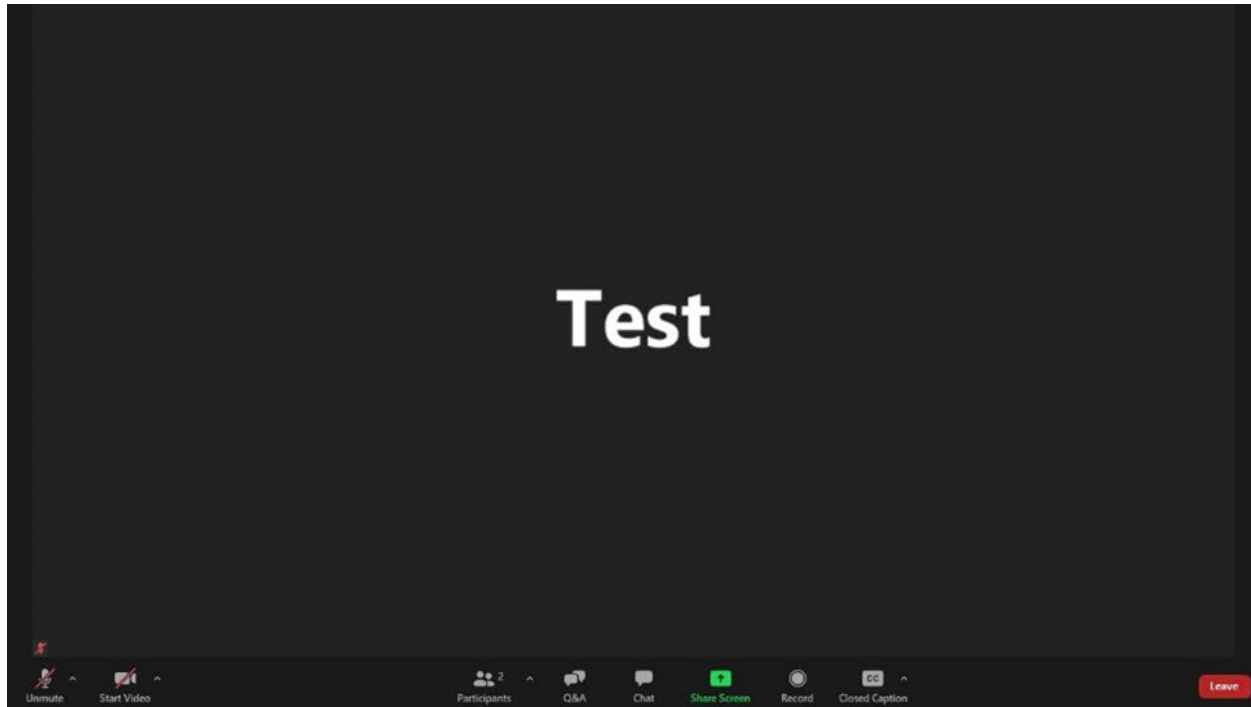 Test
Unmute
Start Video
2
Participants
Q&A
Chat
Share Screen
Record
CC
Closed Caption
Leave